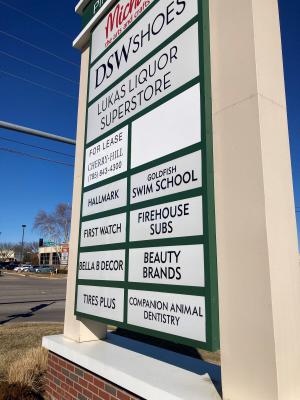 Michaels
DSW SHOES
LUKAS LIQUOR
SUPERSTORE
FOR LEASE
CHERRY-HILL
(785) 843-4300
HALLMARK
GOLDFISH
SWIM SCHOOL
FIRST WATCH
FIREHOUSE
SUBS
BELLA B DECOR
BEAUTY
BRANDS
TIRES PLUS
COMPANION ANIMAL
DENTISTRY